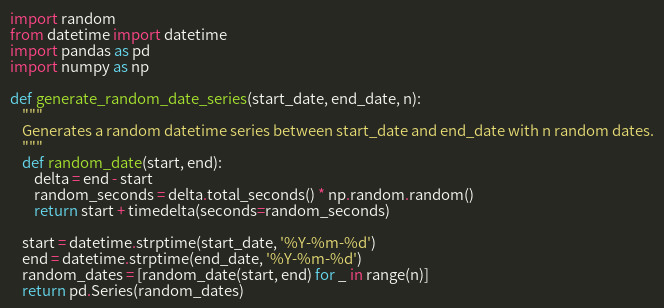 import random
from datetime import datetime
import pandas as pd
import numpy as np

def generate_random_date_series(start_date, end_date, n):
    """
    Generates a random datetime series between start_date and end_date with n random dates.
    """
    def random_date(start, end):
        delta = end - start
        random_seconds = delta.total_seconds() * np.random.random()
        return start + timedelta(seconds=random_seconds)

    start = datetime.strptime(start_date, '%Y-%m-%d')
    end = datetime.strptime(end_date, '%Y-%m-%d')
    random_dates = [random_date(start, end) for _ in range(n)]
    return pd.Series(random_dates)